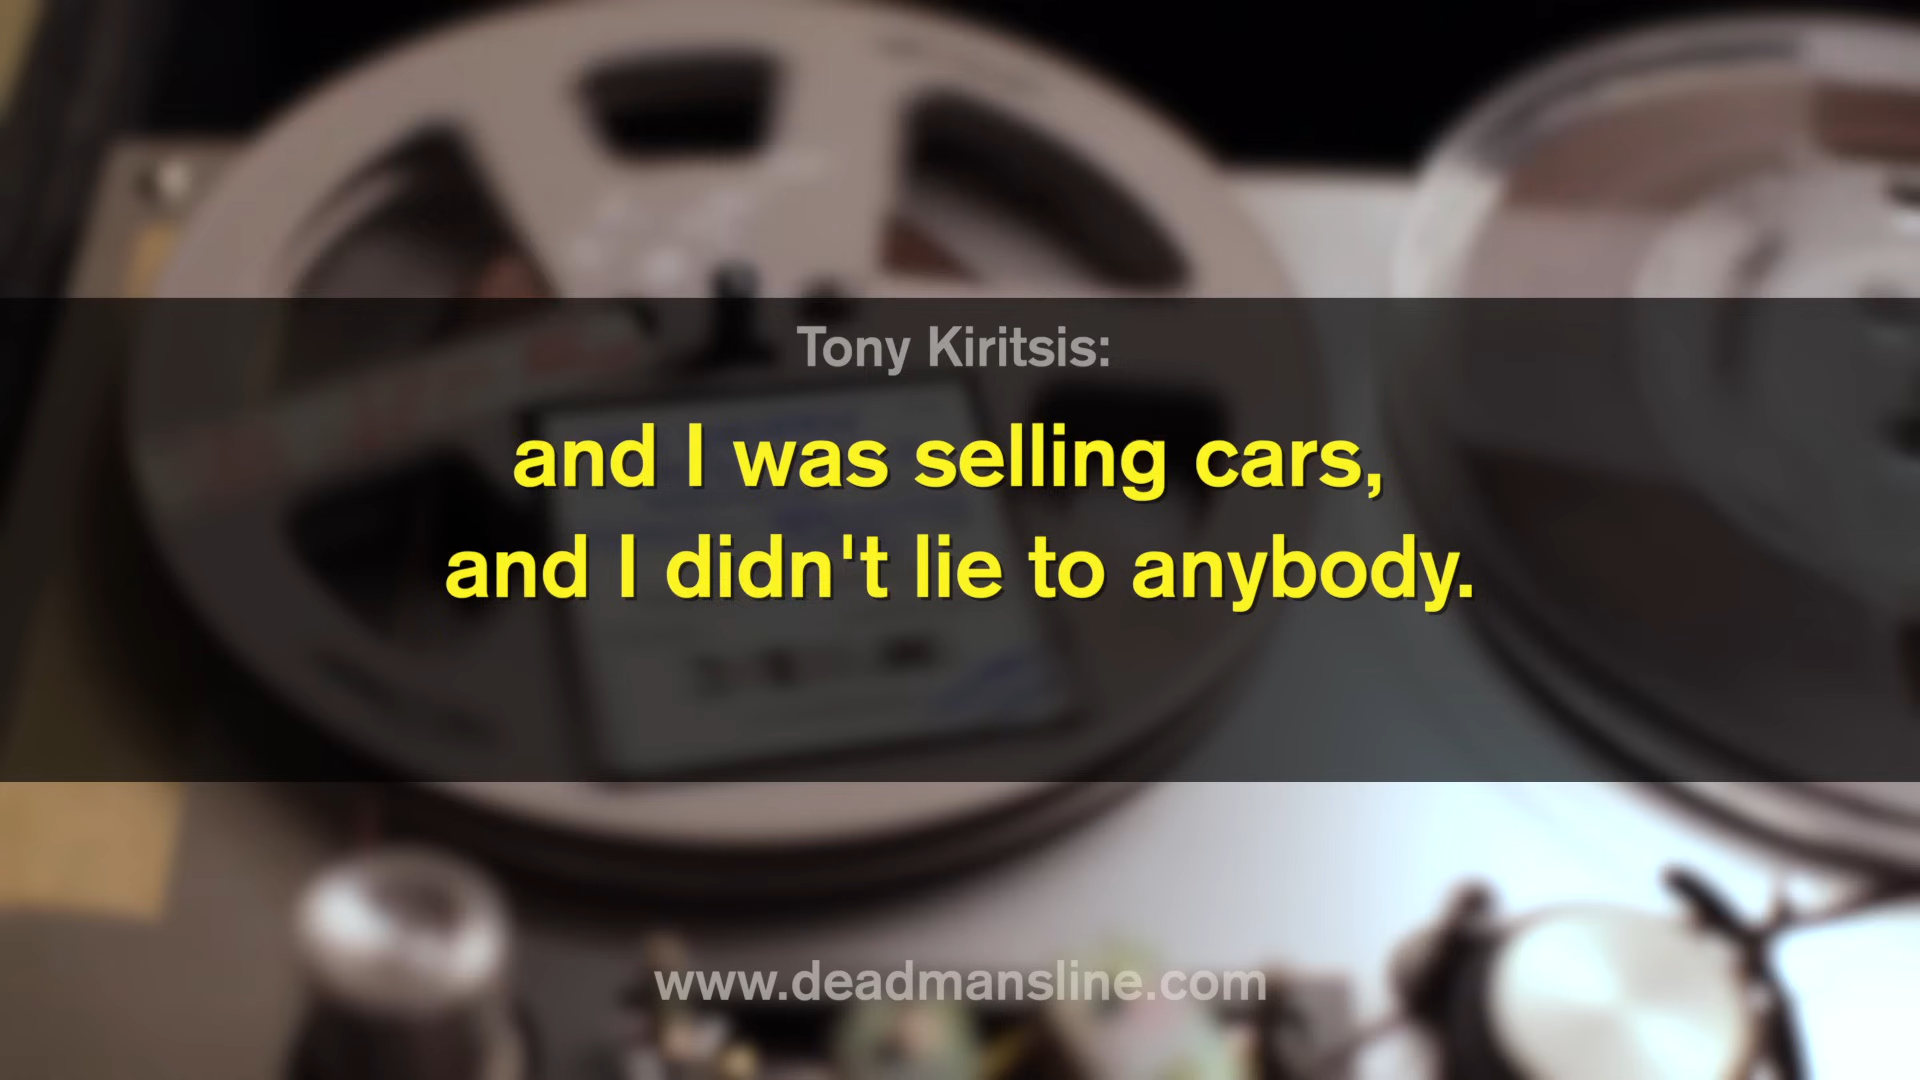 Tony Kiritsis:
and I was selling cars,
and I didn't lie to anybody.
www.deadmansline.com